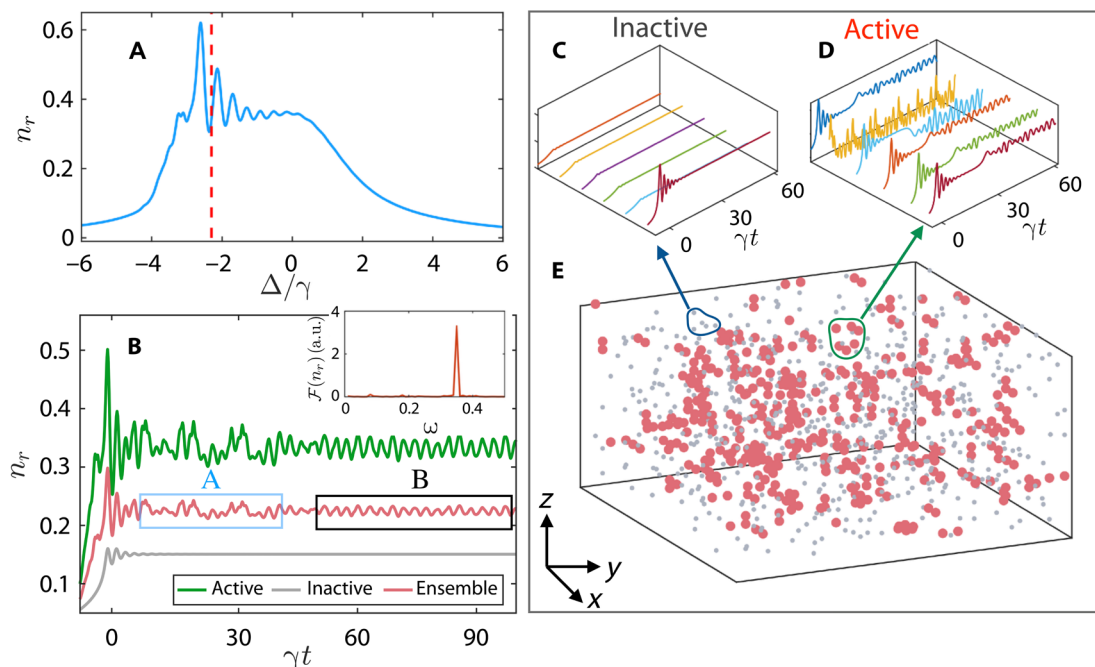 A
n_r
0.6
0.4
0.2
0
−6
−4
−2
0
2
4
6
Δ/γ
B
n_r
0.5
0.4
0.3
0.2
0.1
0
30
60
90
γt
A
B
Active
Inactive
Ensemble
F(n_r) (a.u.)
4
2
0
0
0.2
0.4
ω
Inactive
C
0
30
60
γt
Active
D
0
30
60
γt
E
z
y
x